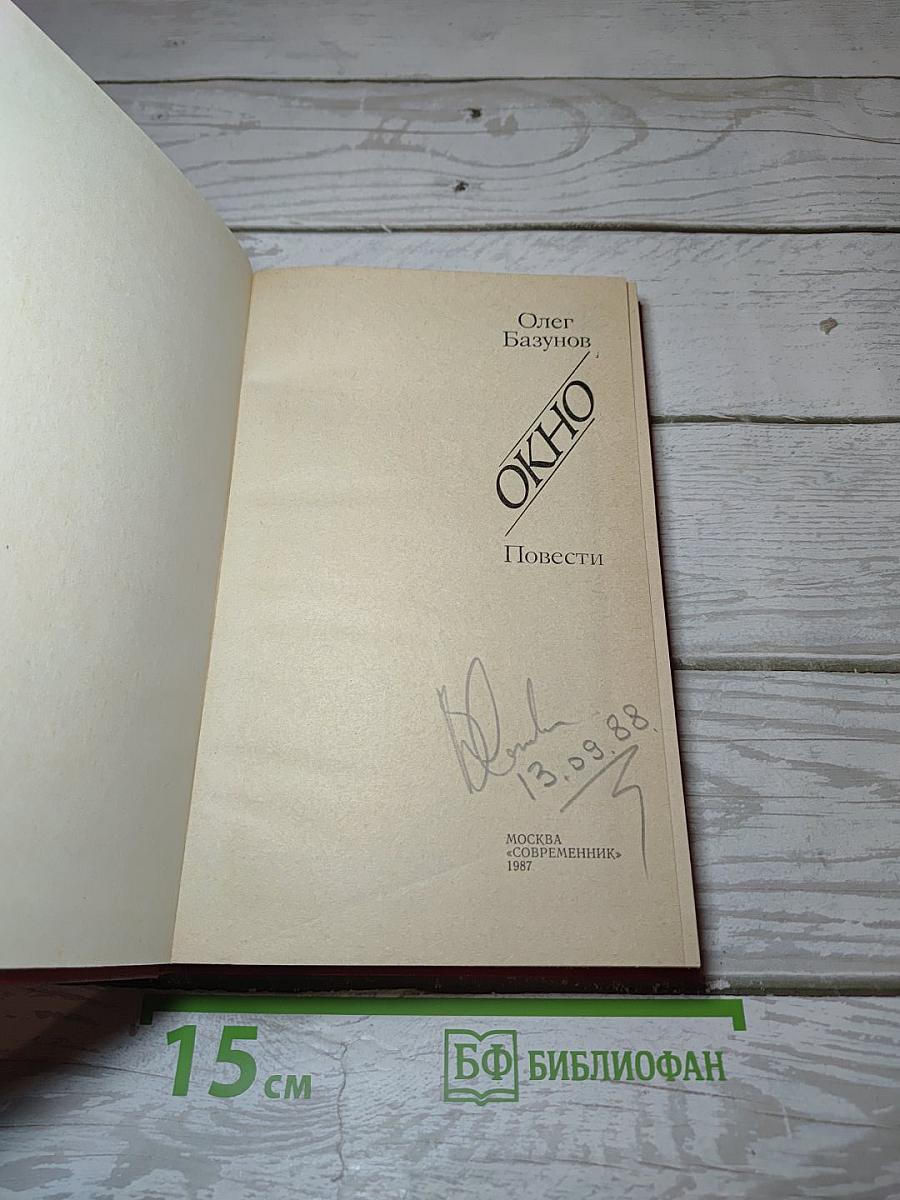 Олег
Базунов
ОКНО
Повести
13.09.88.
МОСКВА
«СОВРЕМЕННИК»
1987
15 см
БФ БИБЛИОФАН